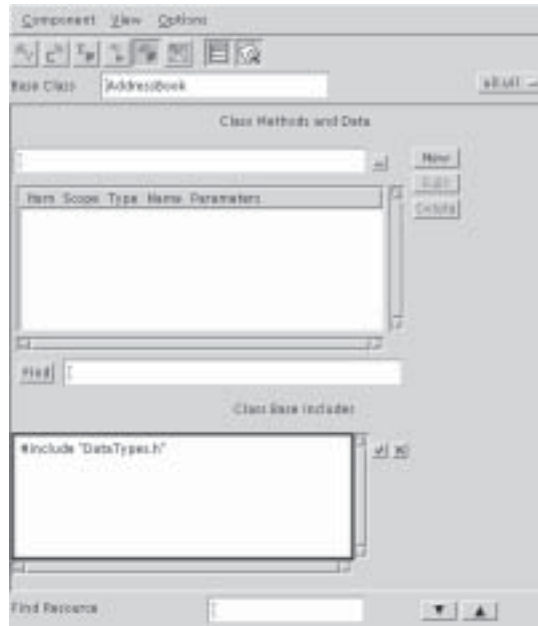 Component View Options
Base Class AddressBook
Class Methods and Data
New
Item Scope Type Name Parameters
Edit
Delete
Find
Class Base Includes
#include "DataTypes.h"
Find Resource